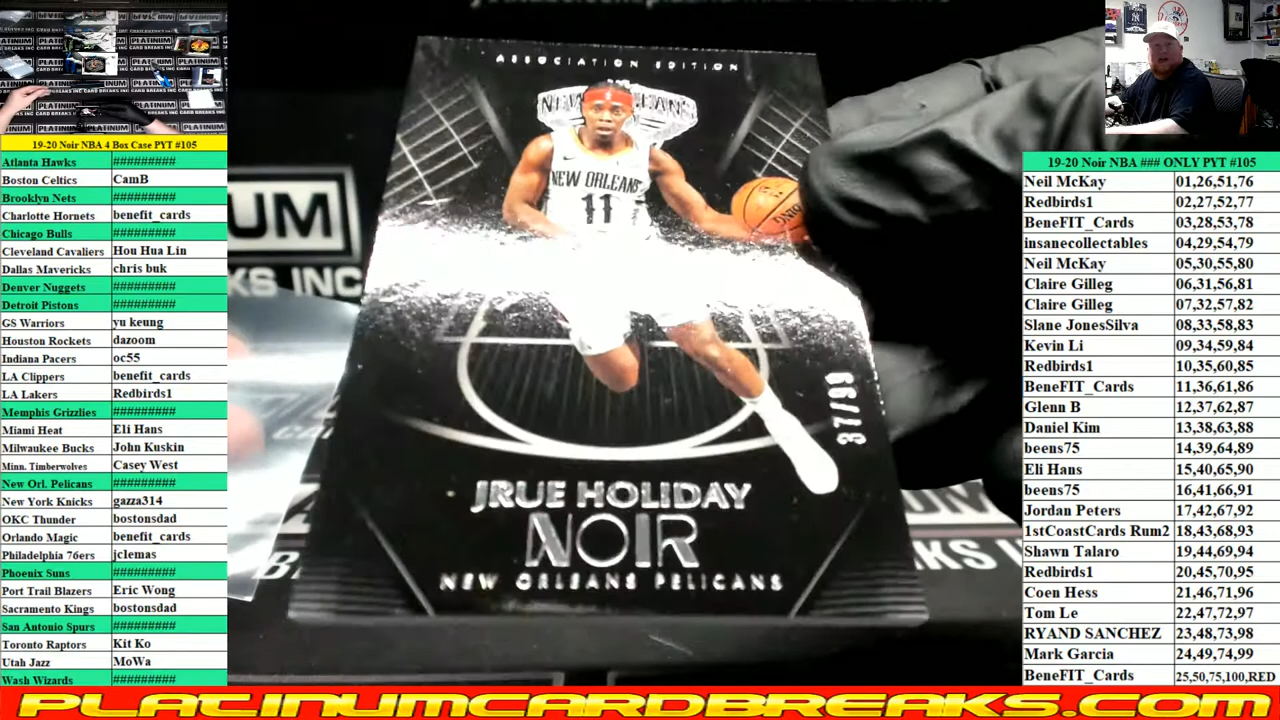 19-20 Noir NBA 4 Box Case PYT #105
Atlanta Hawks #########
Boston Celtics CamB
Brooklyn Nets #########
Charlotte Hornets benefit_cards
Chicago Bulls #########
Cleveland Cavaliers Hou Hua Lin
Dallas Mavericks chris buk
Denver Nuggets #########
Detroit Pistons #########
GS Warriors yu keung
Houston Rockets dazoom
Indiana Pacers oc55
LA Clippers benefit_cards
LA Lakers Redbirds1
Memphis Grizzlies #########
Miami Heat Eli Hans
Milwaukee Bucks John Kuskin
Minn. Timberwolves Casey West
New Orl. Pelicans #########
New York Knicks gazza314
OKC Thunder bostonsdad
Orlando Magic benefit_cards
Philadelphia 76ers jclemas
Phoenix Suns #########
Port Trail Blazers Eric Wong
Sacramento Kings bostonsdad
San Antonio Spurs #########
Toronto Raptors Kit Ko
Utah Jazz MoWa
Wash Wizards #########
ASSOCIATION EDITION
NEW ORLEANS
11
37/99
JRUE HOLIDAY
NOIR
NEW ORLEANS PELICANS
19-20 Noir NBA ### ONLY PYT #105
Neil McKay 01,26,51,76
Redbirds1 02,27,52,77
BeneFIT_Cards 03,28,53,78
insanecollectables 04,29,54,79
Neil McKay 05,30,55,80
Claire Gilleg 06,31,56,81
Claire Gilleg 07,32,57,82
Slane JonesSilva 08,33,58,83
Kevin Li 09,34,59,84
Redbirds1 10,35,60,85
BeneFIT_Cards 11,36,61,86
Glenn B 12,37,62,87
Daniel Kim 13,38,63,88
beens75 14,39,64,89
Eli Hans 15,40,65,90
beens75 16,41,66,91
Jordan Peters 17,42,67,92
1stCoastCards Rum2 18,43,68,93
Shawn Talaro 19,44,69,94
Redbirds1 20,45,70,95
Coen Hess 21,46,71,96
Tom Le 22,47,72,97
RYAND SANCHEZ 23,48,73,98
Mark Garcia 24,49,74,99
BeneFIT_Cards 25,50,75,100,RED
PLATINUMCARDBREAKS.COM